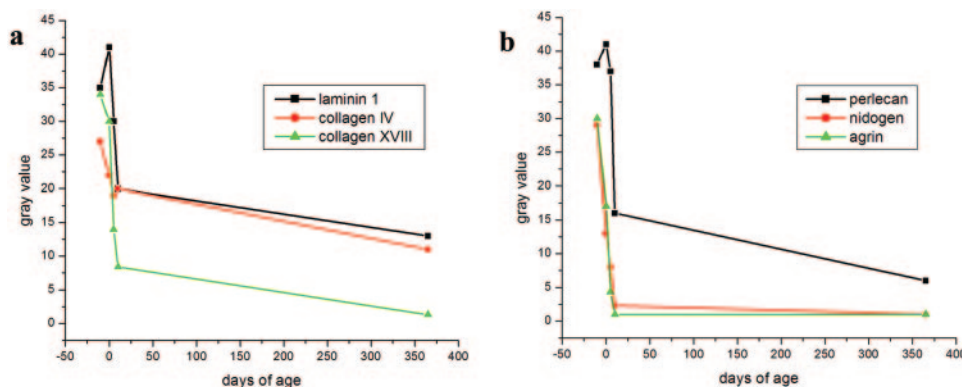 a
45
40
35
30
25
20
15
10
5
0
gray value
laminin 1
collagen IV
collagen XVIII
-50 0 50 100 150 200 250 300 350 400
days of age
b
45
40
35
30
25
20
15
10
5
0
gray value
perlecan
nidogen
agrin
-50 0 50 100 150 200 250 300 350 400
days of age